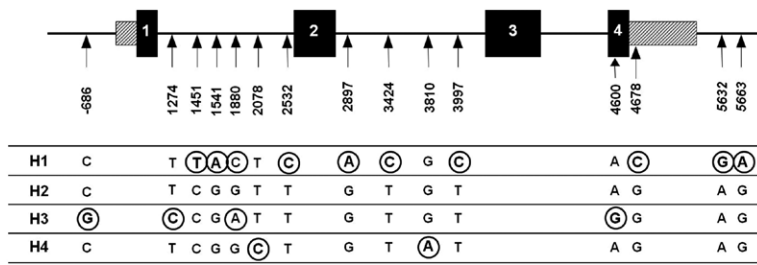 1 2 3 4
-686 1274 1451 1541 1880 2078 2532 2897 3424 3810 3997 4600 4678 5632 5663
H1 C T T A C T C A C G C A C G A
H2 C T C G G T T G T G T A G A G
H3 G C C G A T T G T G T G G A G
H4 C T C G G C T G T A T A G A G